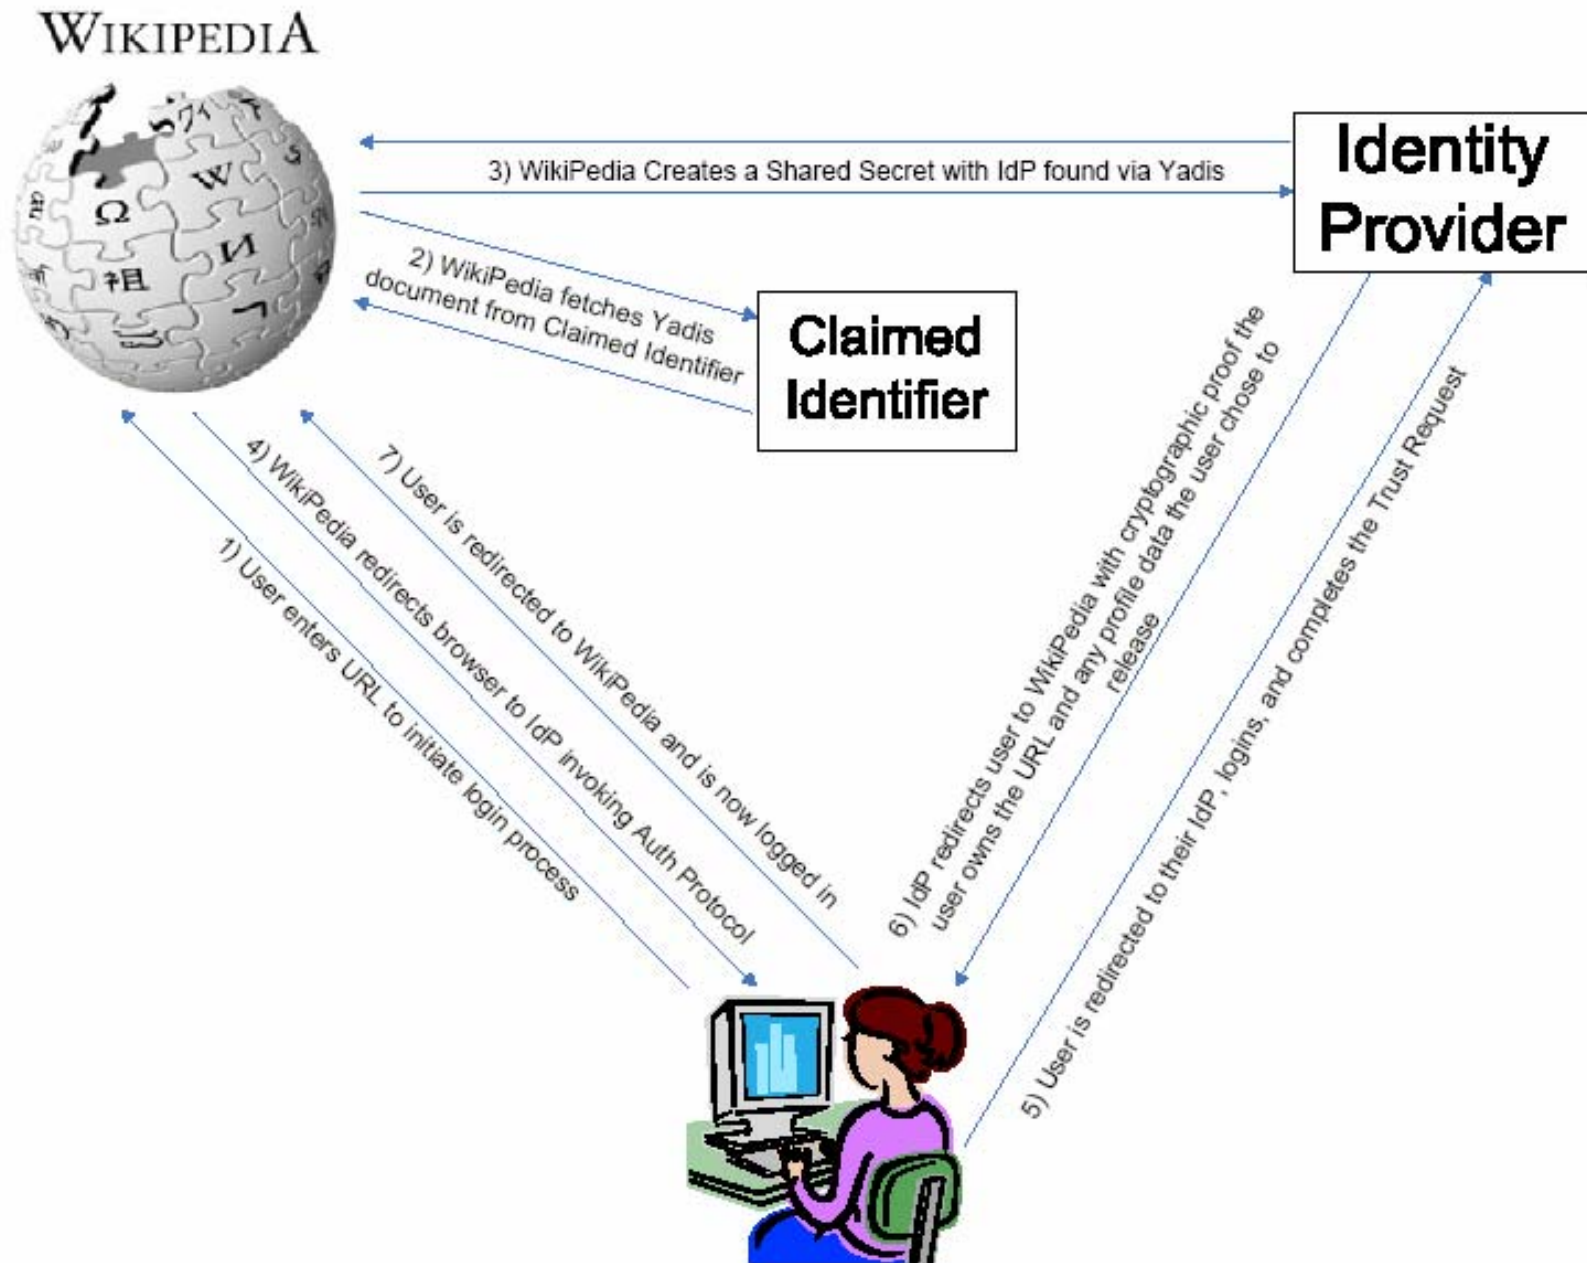 WIKIPEDIA
ワイ
W
S
Ω
И
祖
Identity
Provider
3) WikiPedia Creates a Shared Secret with IdP found via Yadis
2) WikiPedia fetches Yadis
document from Claimed Identifier
Claimed
Identifier
1) User enters URL to initiate login process
4) WikiPedia redirects browser to IdP invoking Auth Protocol
7) User is redirected to WikiPedia and is now logged in
6) IdP redirects user to WikiPedia with cryptographic proof the
user owns the URL and any profile data the user chose to
release
5) User is redirected to their IdP, logins, and completes the Trust Request